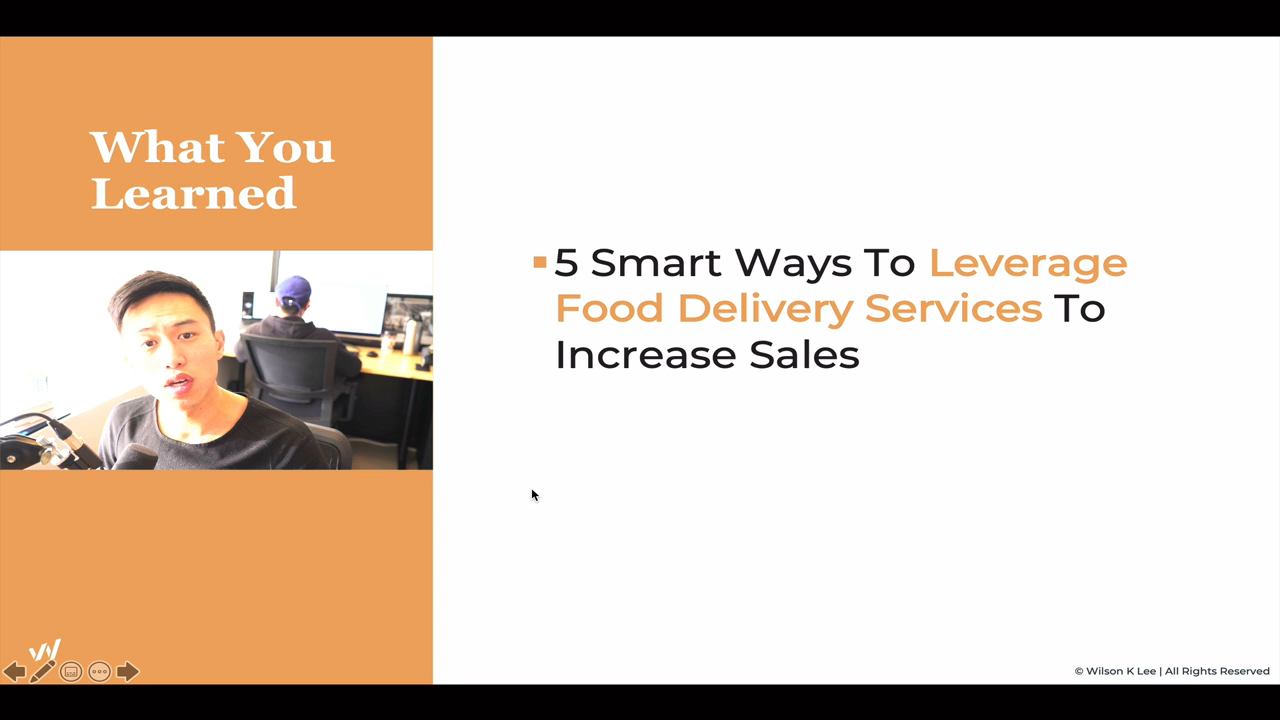 What You
Learned
5 Smart Ways To Leverage
Food Delivery Services To
Increase Sales
© Wilson K Lee | All Rights Reserved